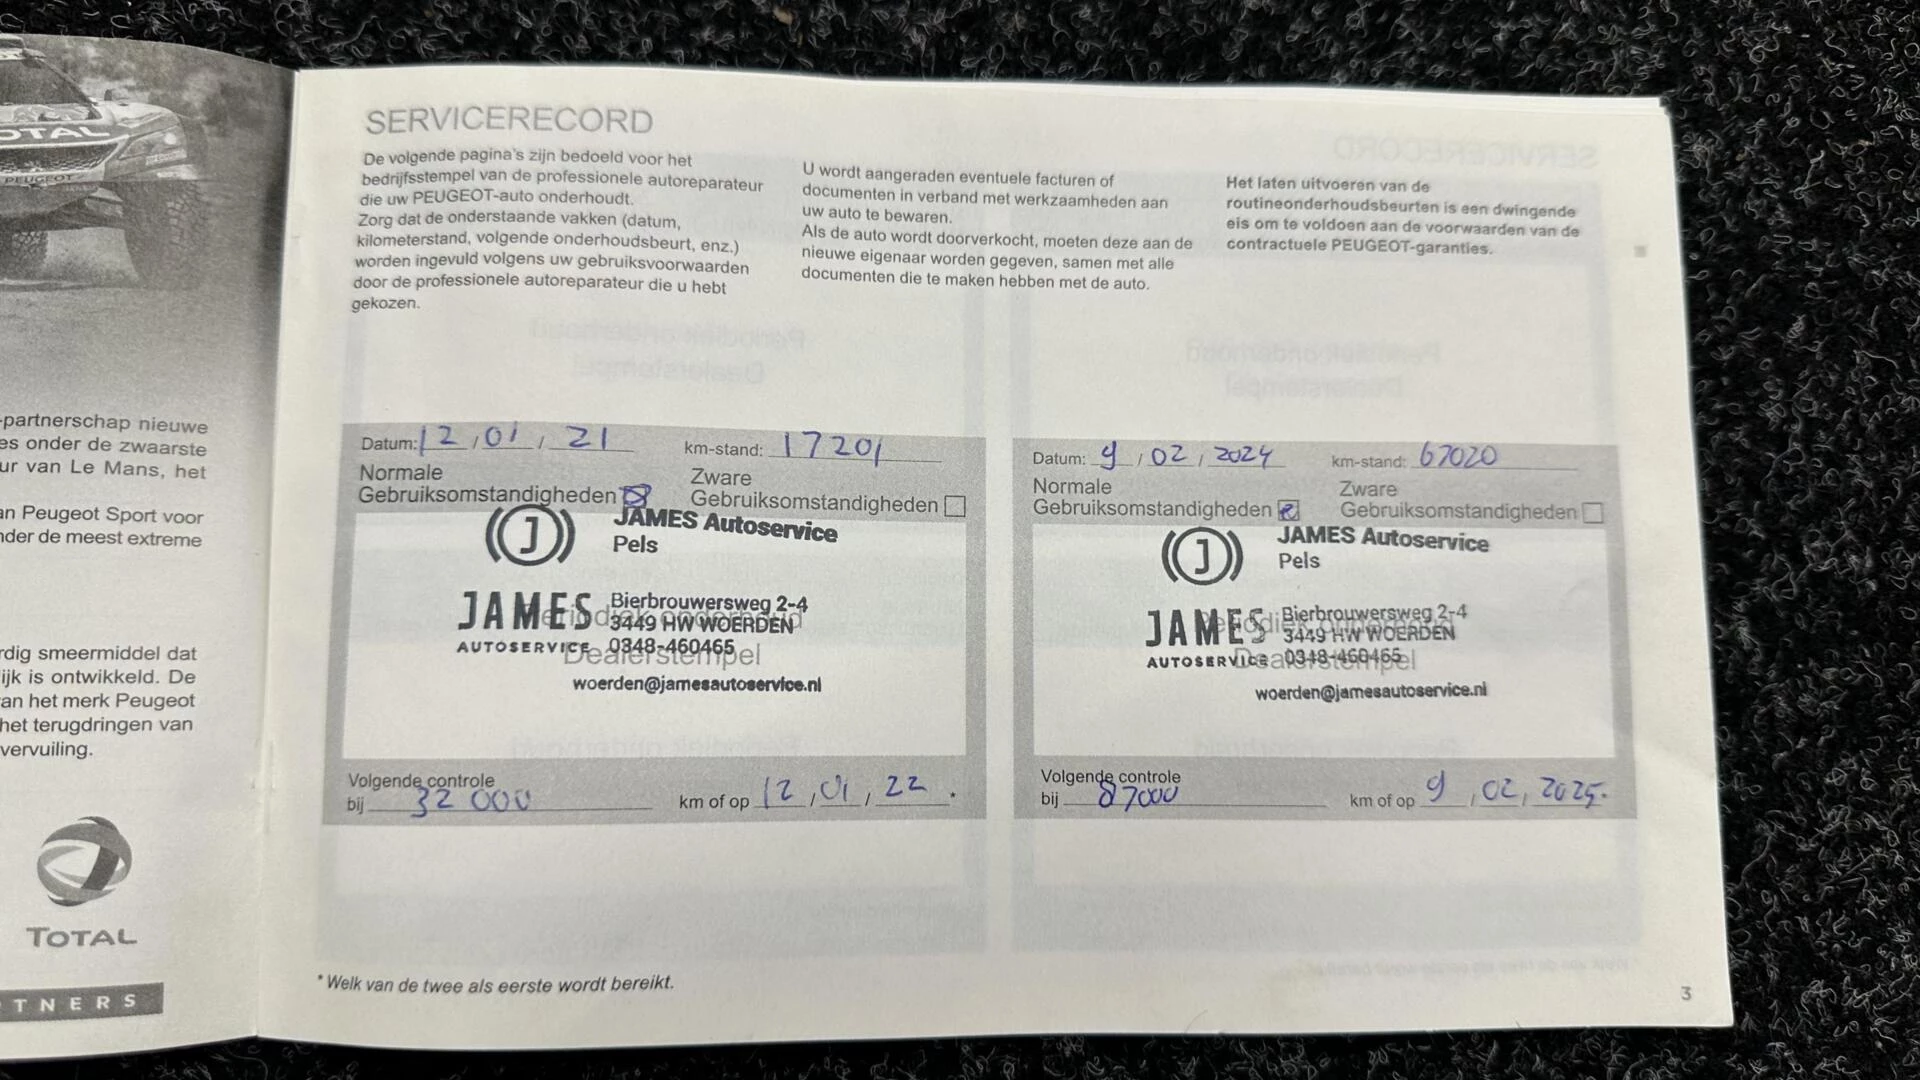 OTAL
PEUGEOT
-partnerschap nieuwe
es onder de zwaarste
ur van Le Mans, het
an Peugeot Sport voor
nder de meest extreme
rdig smeermiddel dat
ijk is ontwikkeld. De
an het merk Peugeot
het terugdringen van
vervuiling.
TOTAL
TNERS
SERVICERECORD
De volgende pagina's zijn bedoeld voor het
bedrijfsstempel van de professionele autoreparateur
die uw PEUGEOT-auto onderhoudt.
Zorg dat de onderstaande vakken (datum,
kilometerstand, volgende onderhoudsbeurt, enz.)
worden ingevuld volgens uw gebruiksvoorwaarden
door de professionele autoreparateur die u hebt
gekozen.
U wordt aangeraden eventuele facturen of
documenten in verband met werkzaamheden aan
uw auto te bewaren.
Als de auto wordt doorverkocht, moeten deze aan de
nieuwe eigenaar worden gegeven, samen met alle
documenten die te maken hebben met de auto.
Het laten uitvoeren van de
routineonderhoudsbeurten is een dwingende
eis om te voldoen aan de voorwaarden van de
contractuele PEUGEOT-garanties.
Datum: 12 / 01 / 21 km-stand: 17201
Normale Zware
Gebruiksomstandigheden Gebruiksomstandigheden
JAMES Autoservice
Pels
J
JAMES
AUTOSERVICE
Bierbrouwersweg 2-4
3449 HW WOERDEN
0348-460465
woerden@jamesautoservice.nl
Periodiek onderhoud
Dealerstempel
Volgende controle
bij 32 000 km of op 12 / 01 / 22 *
Datum: 9 / 02 / 2024 km-stand: 67020
Normale Zware
Gebruiksomstandigheden Gebruiksomstandigheden
JAMES Autoservice
Pels
J
JAMES
AUTOSERVICE
Bierbrouwersweg 2-4
3449 HW WOERDEN
0348-460465
woerden@jamesautoservice.nl
Dealerstempel
Volgende controle
bij 87000 km of op 9 / 02 / 2025.
* Welk van de twee als eerste wordt bereikt.
3